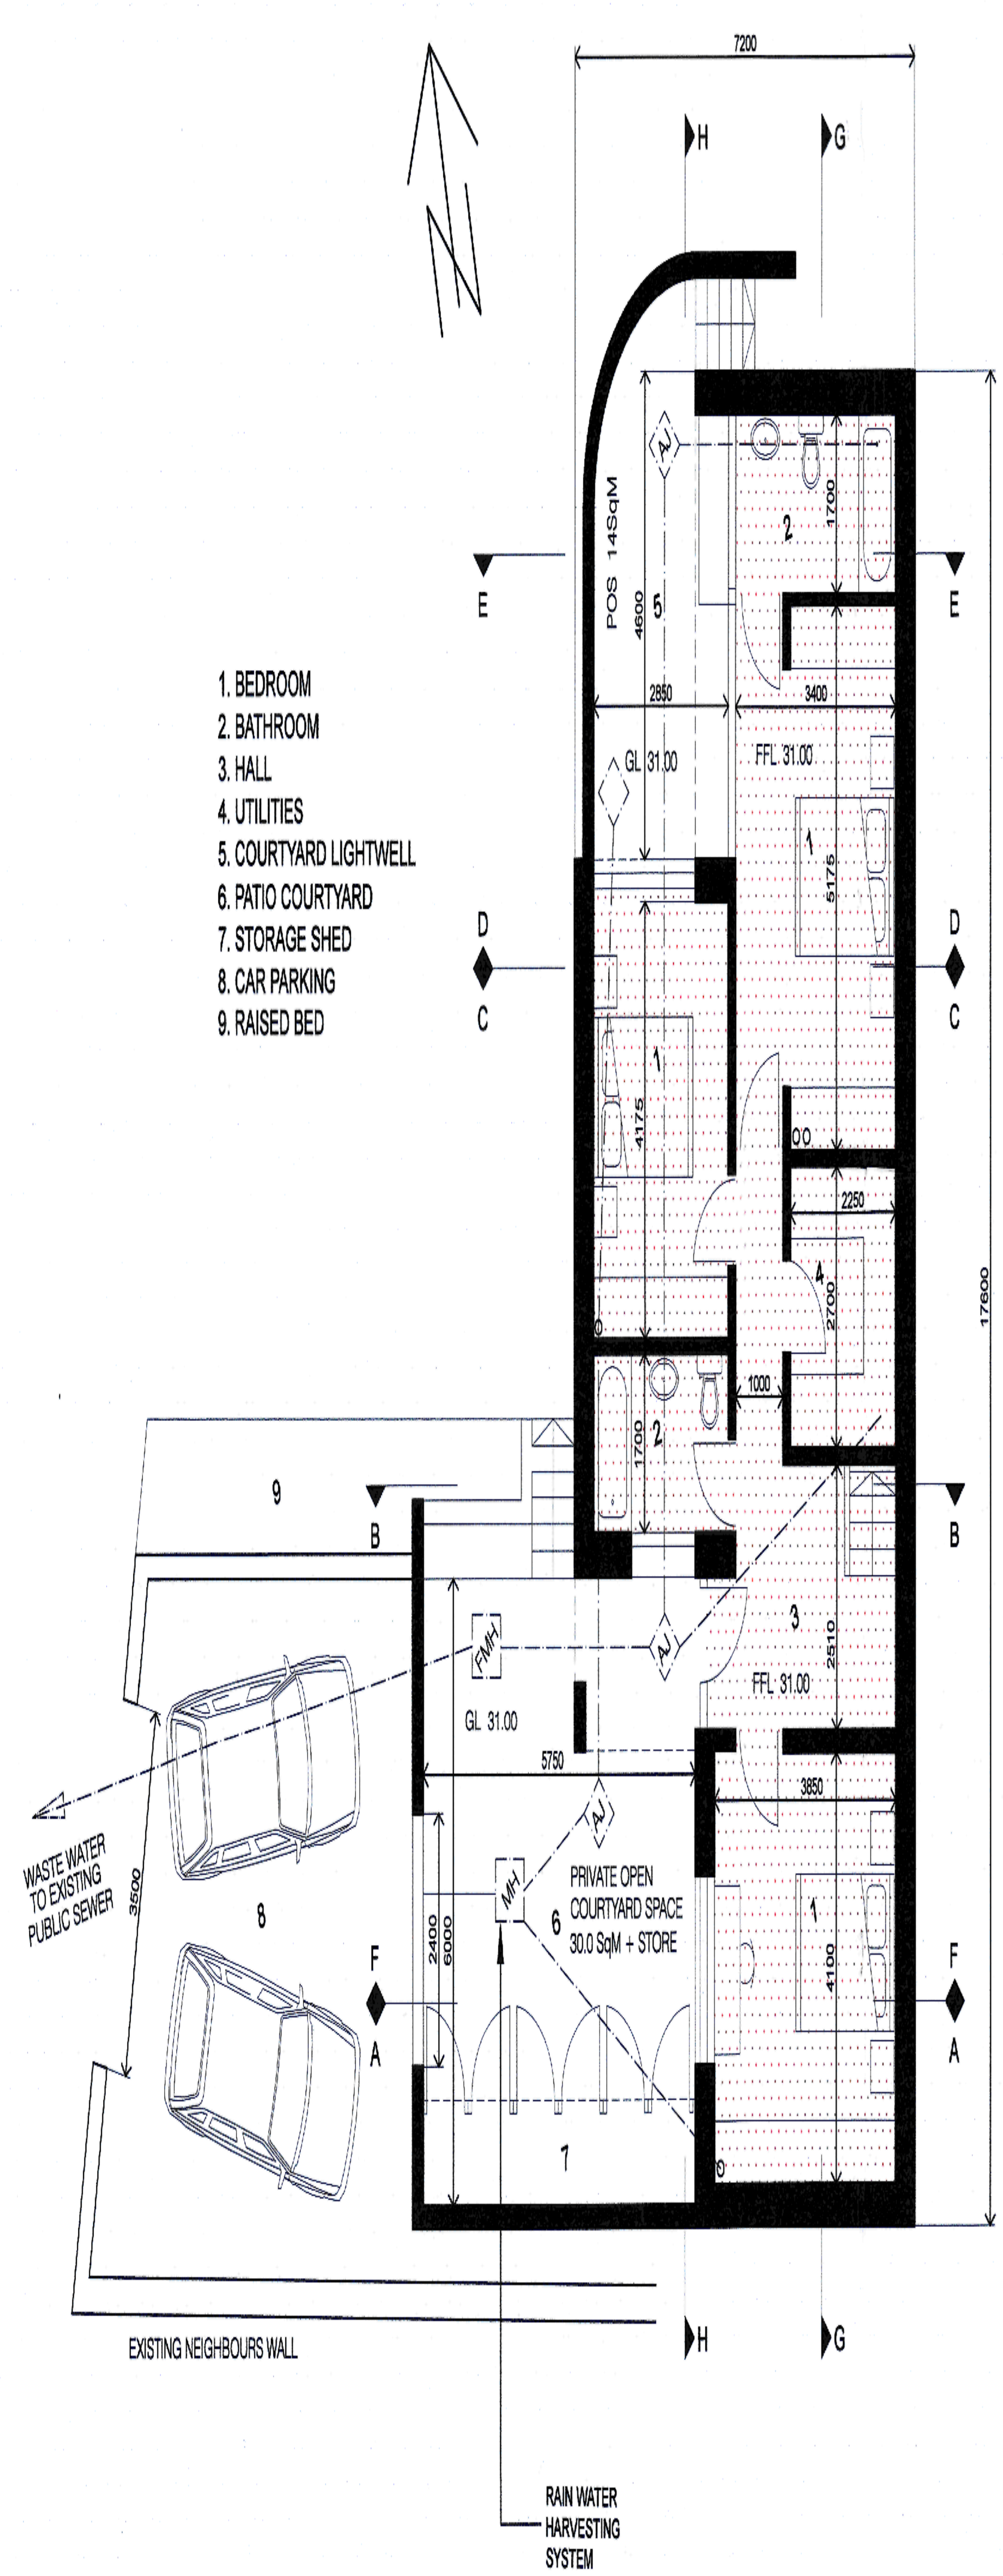 7200
H
G
N
AJ
2
1700
POS 14SqM
E
E
4600
5
1. BEDROOM
2. BATHROOM
3. HALL
4. UTILITIES
5. COURTYARD LIGHTWELL
6. PATIO COURTYARD
7. STORAGE SHED
8. CAR PARKING
9. RAISED BED
2850
3400
GL 31.00
FFL 31.00
1
5175
D
D
C
C
1
4175
2250
4
2700
17600
1000
1700
2
9
B
B
3
2510
FMH
AJ
FFL 31.00
GL 31.00
5750
3850
AJ
WASTE WATER
TO EXISTING
PUBLIC SEWER
3500
8
MH
6
PRIVATE OPEN
COURTYARD SPACE
30.0 SqM + STORE
2400
6000
1
4100
F
F
A
A
7
EXISTING NEIGHBOURS WALL
H
G
RAIN WATER
HARVESTING
SYSTEM